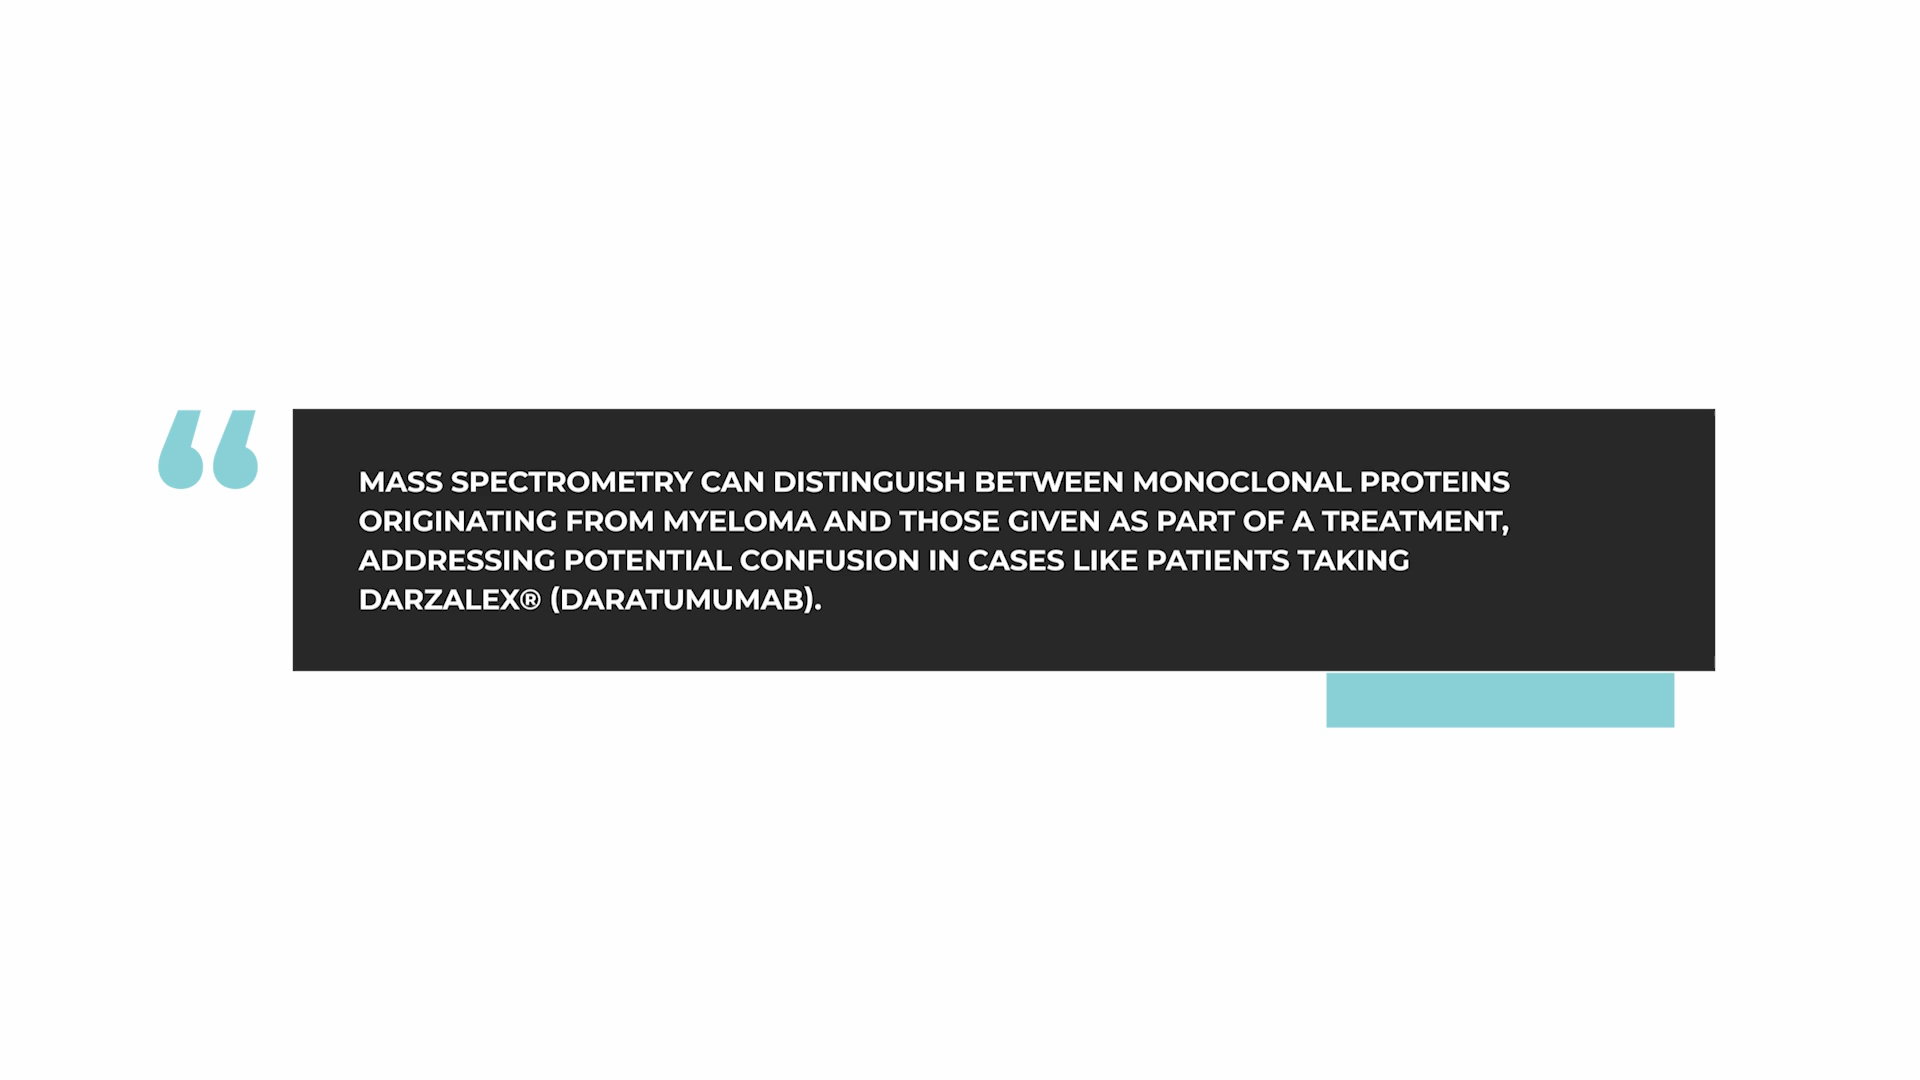 “
MASS SPECTROMETRY CAN DISTINGUISH BETWEEN MONOCLONAL PROTEINS
ORIGINATING FROM MYELOMA AND THOSE GIVEN AS PART OF A TREATMENT,
ADDRESSING POTENTIAL CONFUSION IN CASES LIKE PATIENTS TAKING
DARZALEX® (DARATUMUMAB).